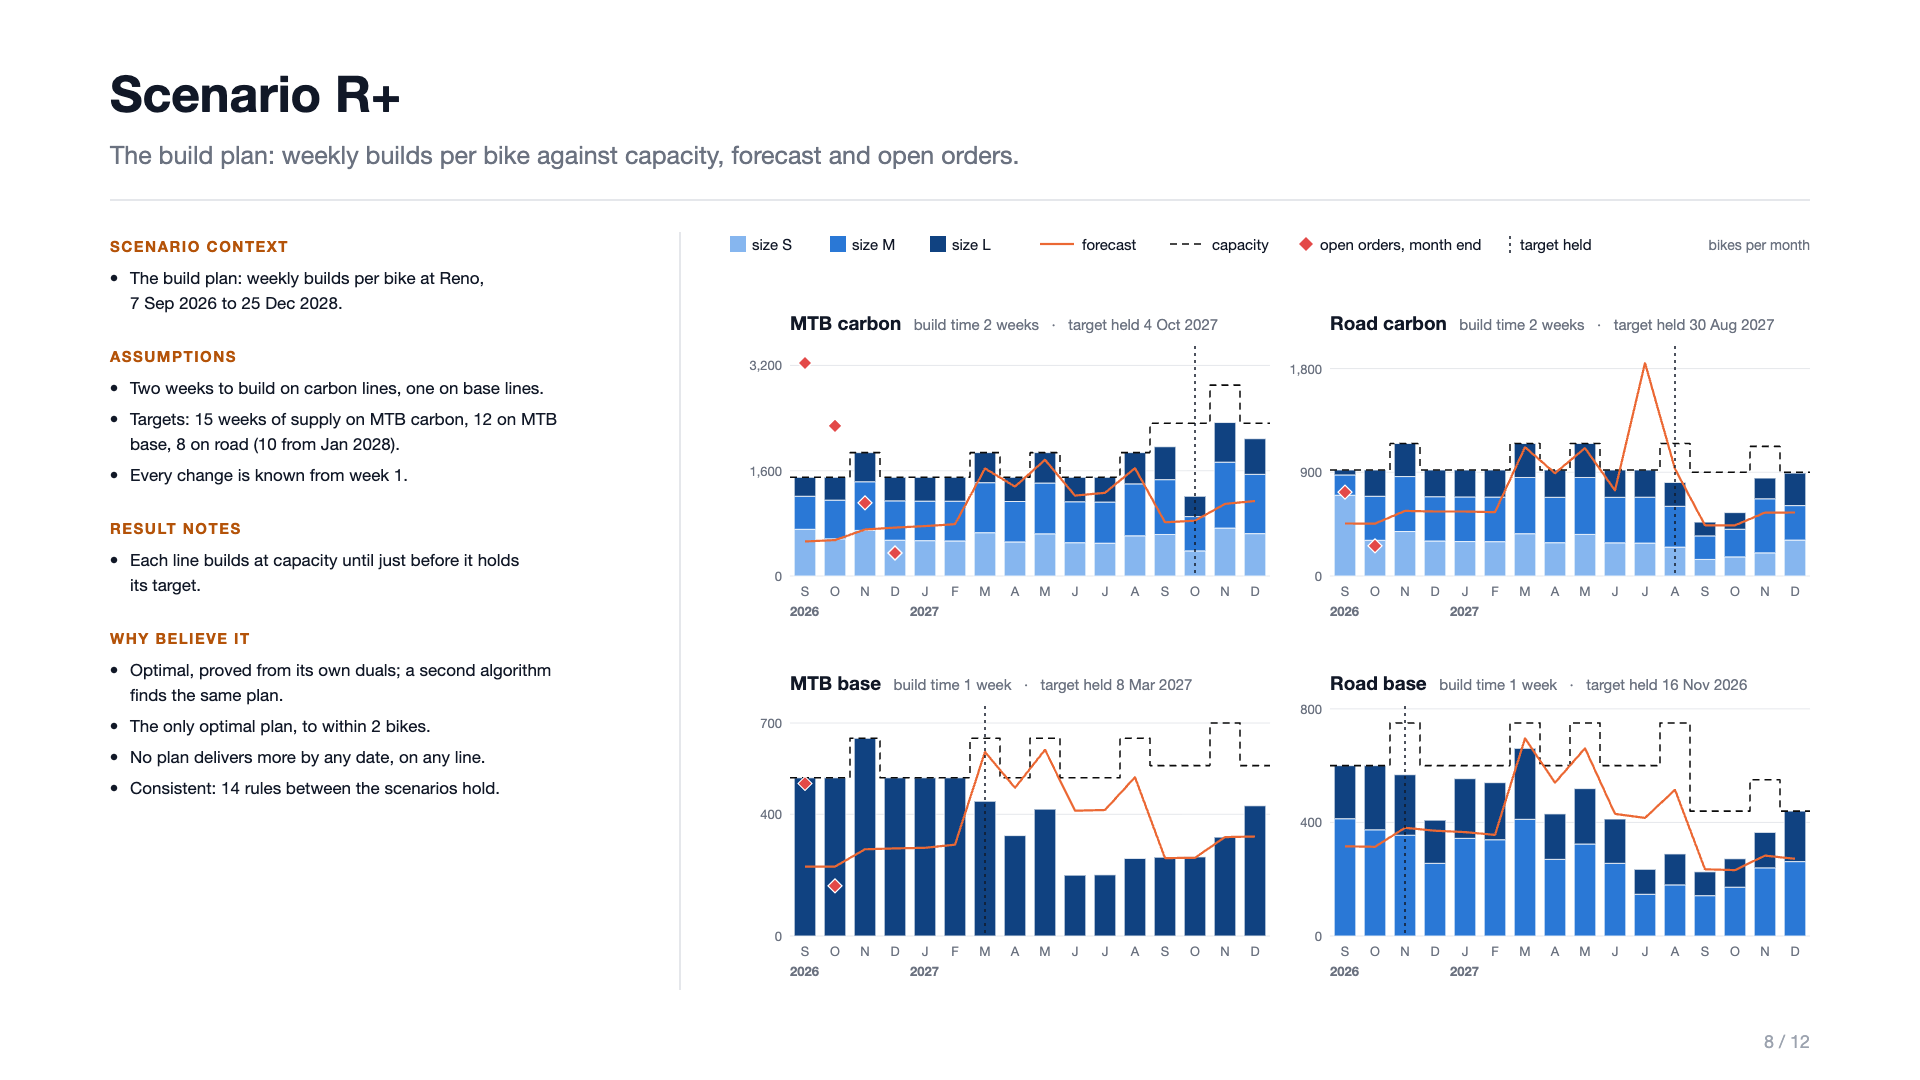 Scenario R+
The build plan: weekly builds per bike against capacity, forecast and open orders.
SCENARIO CONTEXT
• The build plan: weekly builds per bike at Reno,
7 Sep 2026 to 25 Dec 2028.
ASSUMPTIONS
• Two weeks to build on carbon lines, one on base lines.
• Targets: 15 weeks of supply on MTB carbon, 12 on MTB
base, 8 on road (10 from Jan 2028).
• Every change is known from week 1.
RESULT NOTES
• Each line builds at capacity until just before it holds
its target.
WHY BELIEVE IT
• Optimal, proved from its own duals; a second algorithm
finds the same plan.
• The only optimal plan, to within 2 bikes.
• No plan delivers more by any date, on any line.
• Consistent: 14 rules between the scenarios hold.
size S size M size L forecast capacity open orders, month end target held bikes per month
MTB carbon build time 2 weeks · target held 4 Oct 2027
3,200
1,600
0
S O N D J F M A M J J A S O N D
2026 2027
Road carbon build time 2 weeks · target held 30 Aug 2027
1,800
900
0
S O N D J F M A M J J A S O N D
2026 2027
MTB base build time 1 week · target held 8 Mar 2027
700
400
0
S O N D J F M A M J J A S O N D
2026 2027
Road base build time 1 week · target held 16 Nov 2026
800
400
0
S O N D J F M A M J J A S O N D
2026 2027
8 / 12